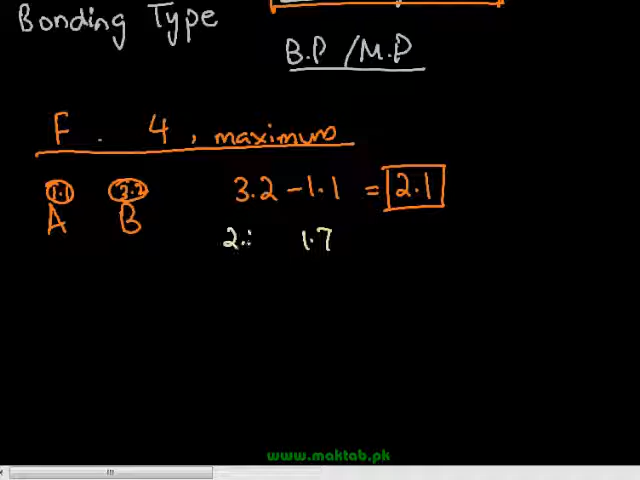 Bonding Type
B.P / M.P
F . 4 , maximum
1.1 3.2 3.2 - 1.1 = 2.1
A B
2. 1.7
www.maktab.pk